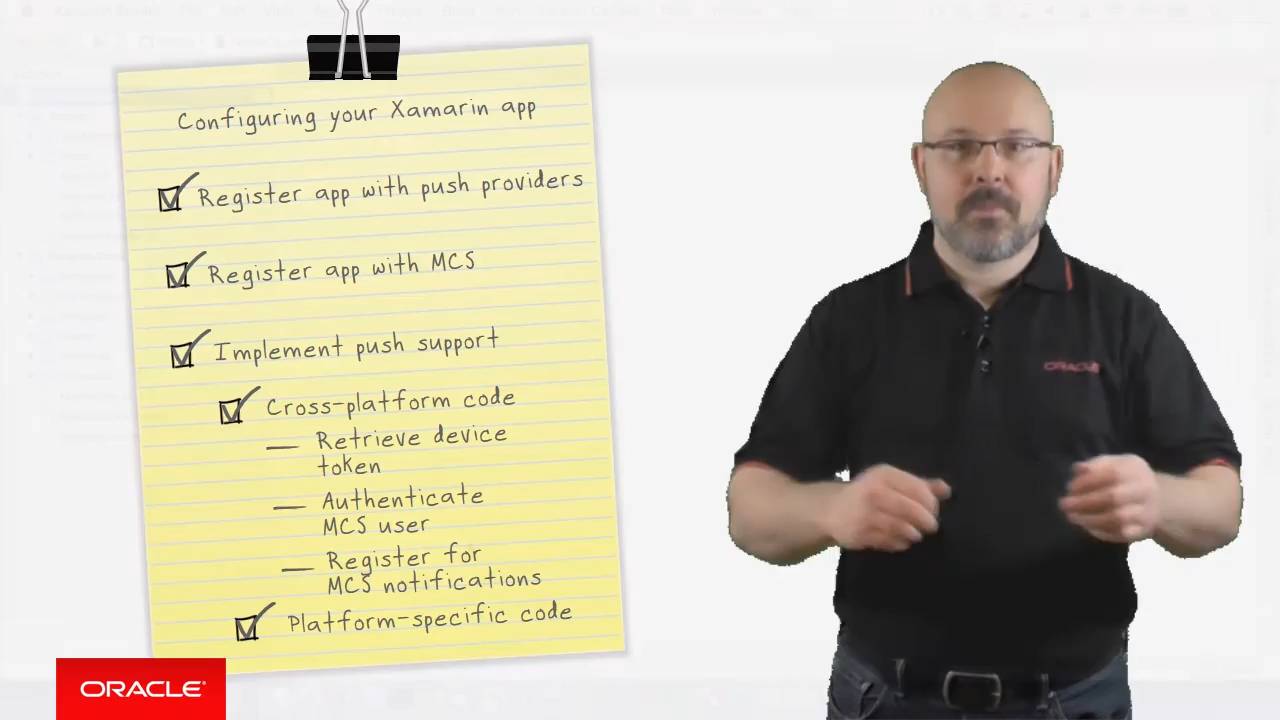 Configuring your Xamarin app
Register app with push providers
Register app with MCS
Implement push support
Cross-platform code
Retrieve device
token
Authenticate
MCS user
Register for
MCS notifications
Platform-specific code
ORACLE
ORACLE